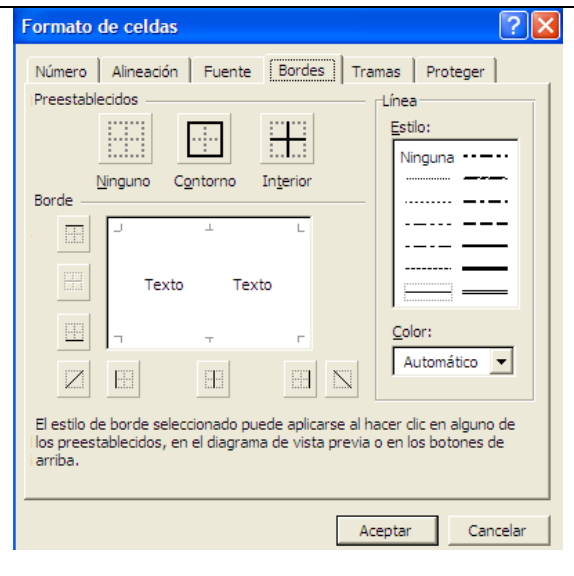 Formato de celdas
Número Alineación Fuente Bordes Tramas Proteger
Preestablecidos
Ninguno Contorno Interior
Borde
Texto Texto
Línea
Estilo:
Ninguna
Color:
Automático
El estilo de borde seleccionado puede aplicarse al hacer clic en alguno de
los preestablecidos, en el diagrama de vista previa o en los botones de
arriba.
Aceptar Cancelar